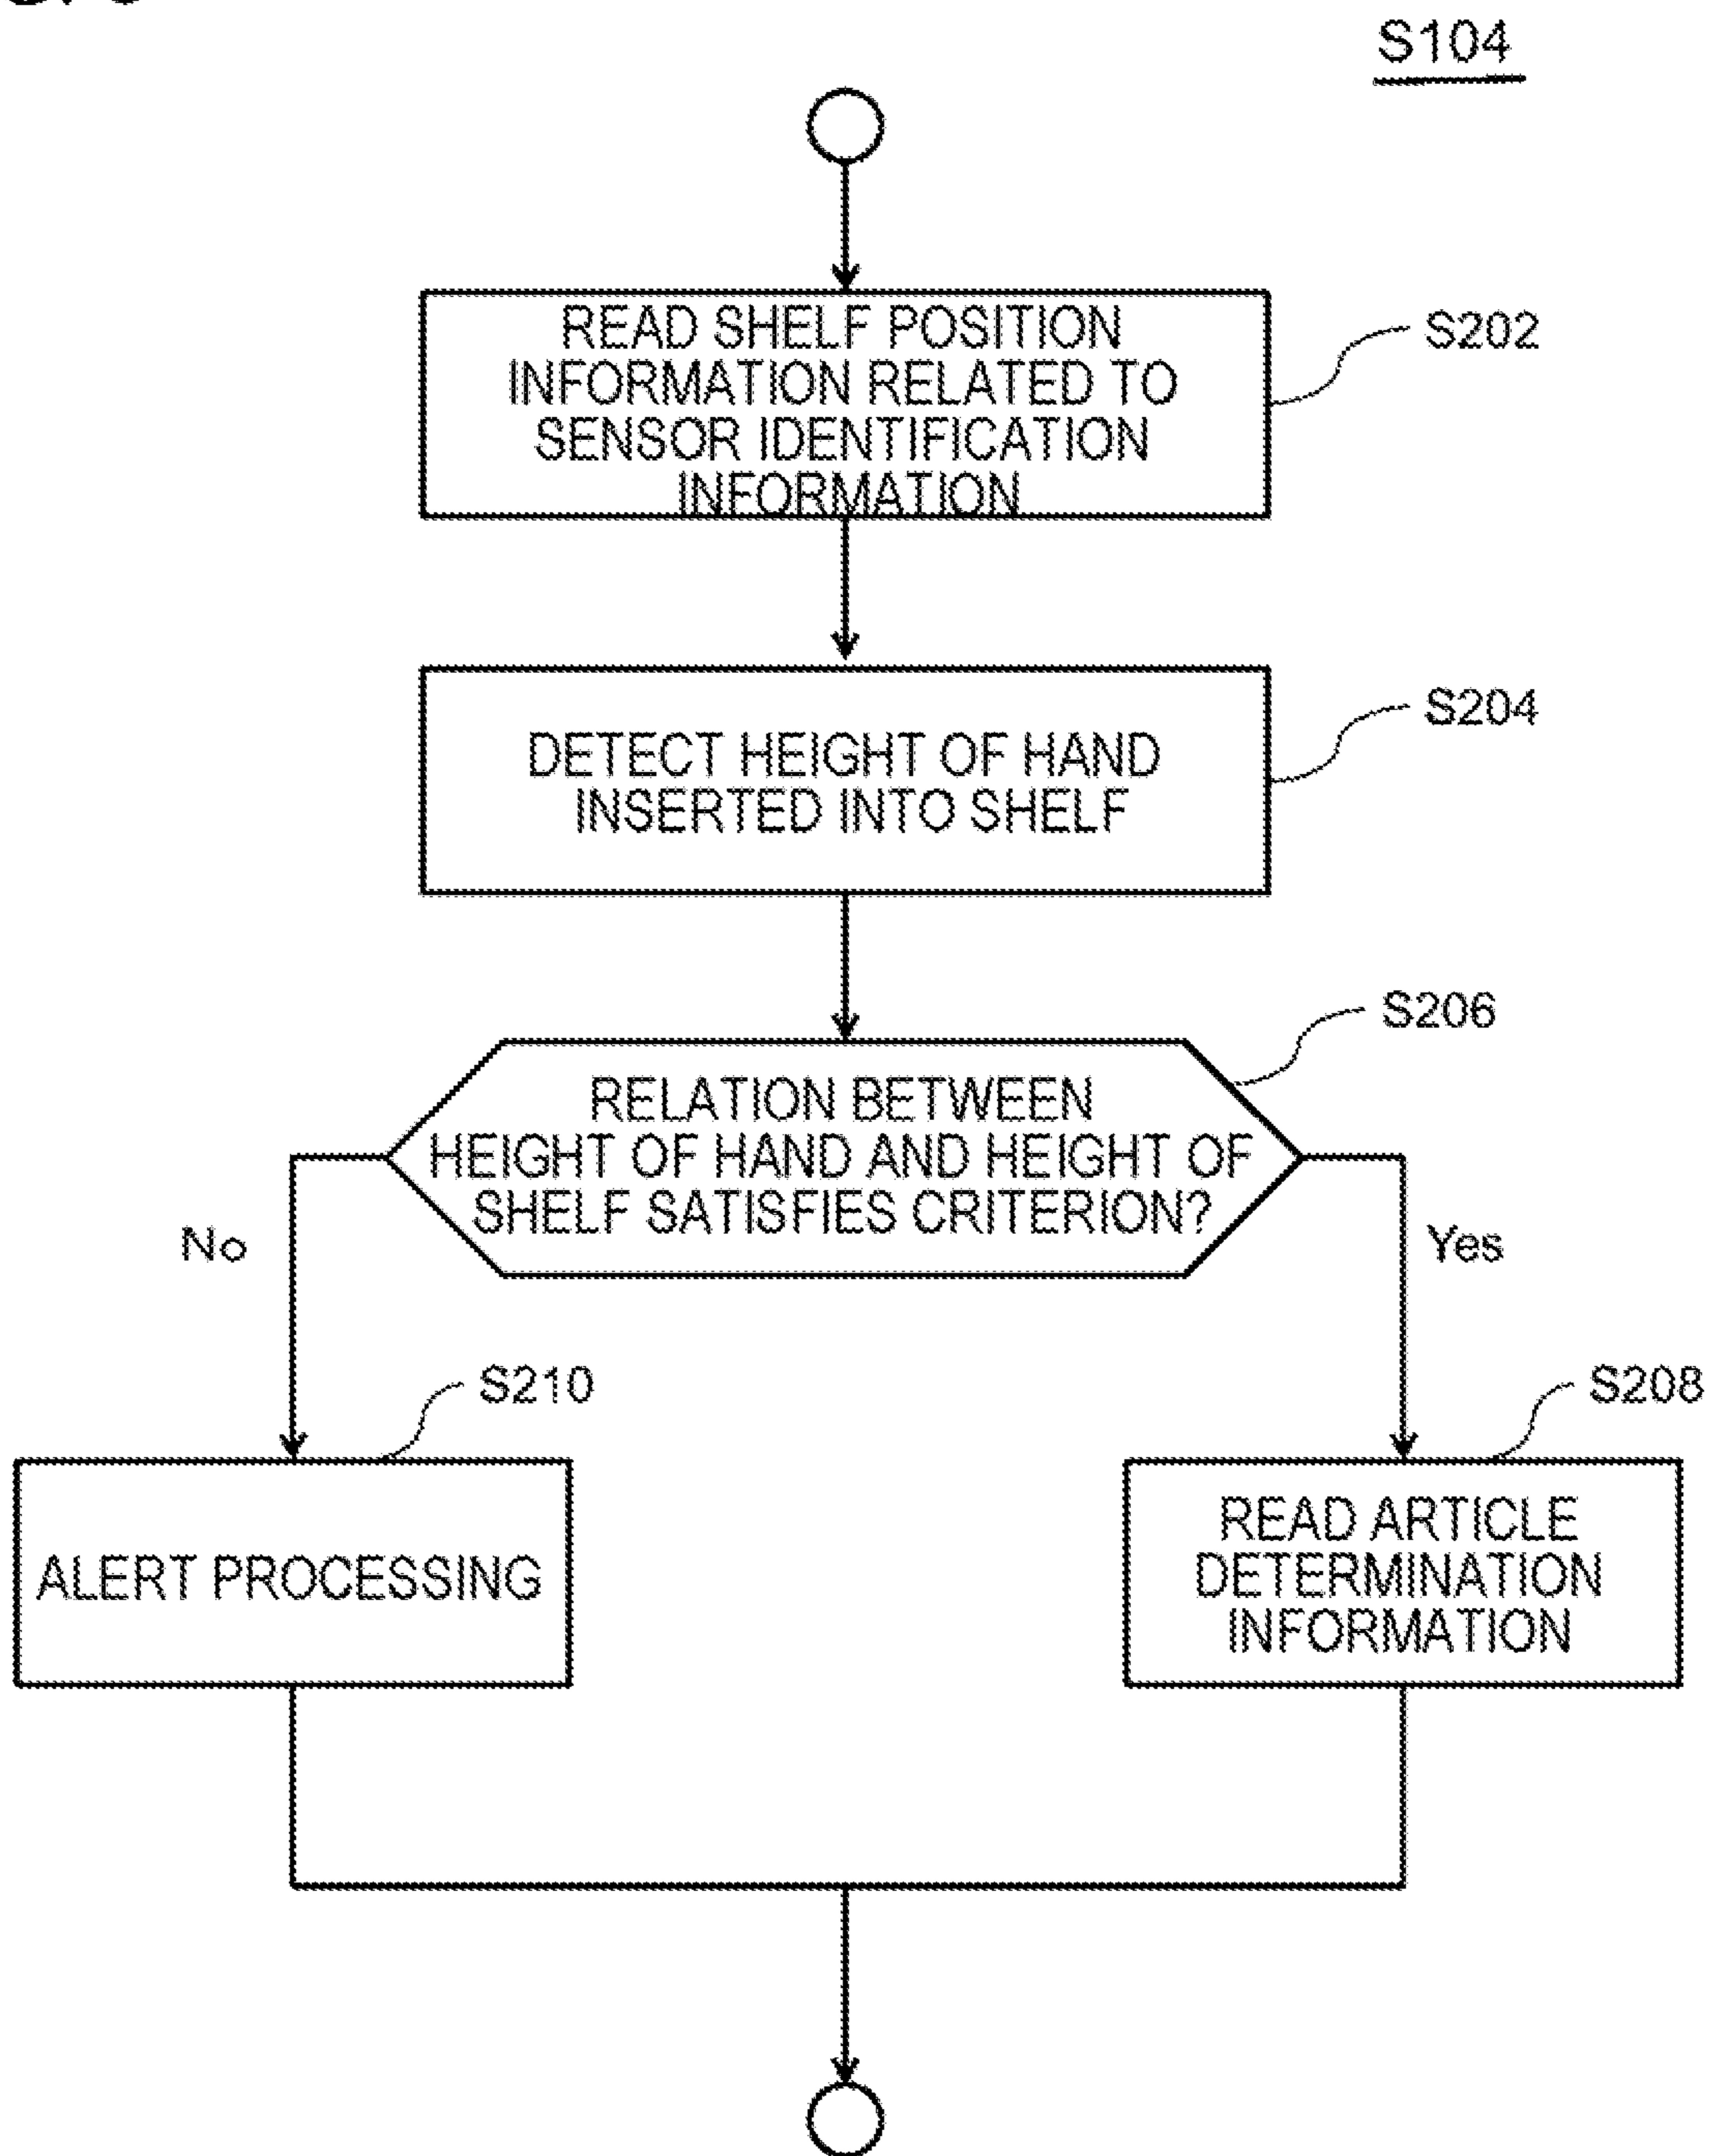 S104
READ SHELF POSITION
INFORMATION RELATED TO
SENSOR IDENTIFICATION
INFORMATION
S202
DETECT HEIGHT OF HAND
INSERTED INTO SHELF
S204
RELATION BETWEEN
HEIGHT OF HAND AND HEIGHT OF
SHELF SATISFIES CRITERION?
S206
No
Yes
S210
ALERT PROCESSING
S208
READ ARTICLE
DETERMINATION
INFORMATION